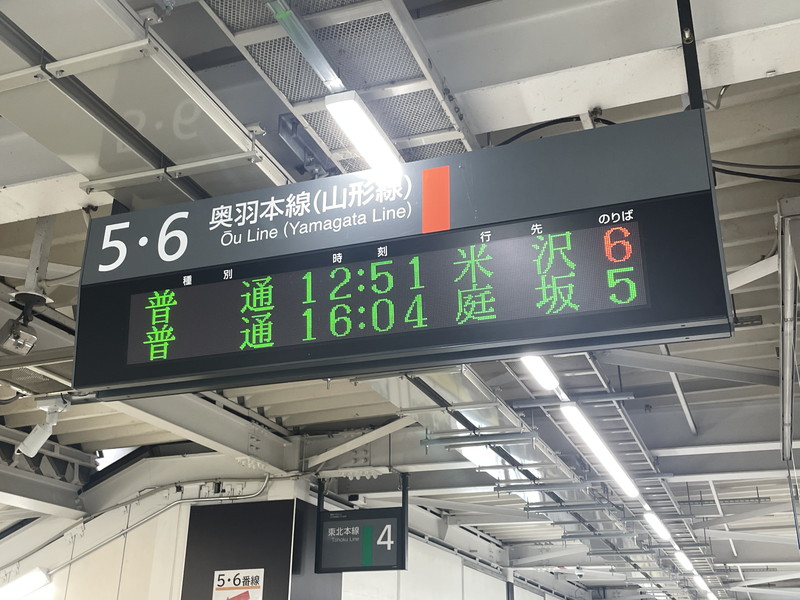 5・6 奥羽本線(山形線)
Ōu Line (Yamagata Line)
種別 時刻 行先 のりば
普通 12:51 米沢 6
普通 16:04 庭坂 5
東北本線 4
Tōhoku Line
5・6番線